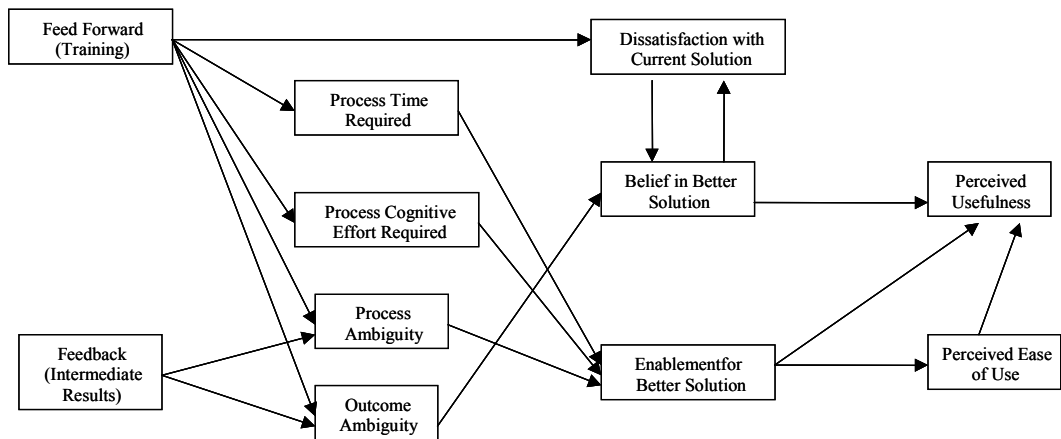 Feed Forward
(Training)
Dissatisfaction with
Current Solution
Process Time
Required
Belief in Better
Solution
Perceived
Usefulness
Process Cognitive
Effort Required
Process
Ambiguity
Feedback
(Intermediate
Results)
Enablementfor
Better Solution
Perceived Ease
of Use
Outcome
Ambiguity